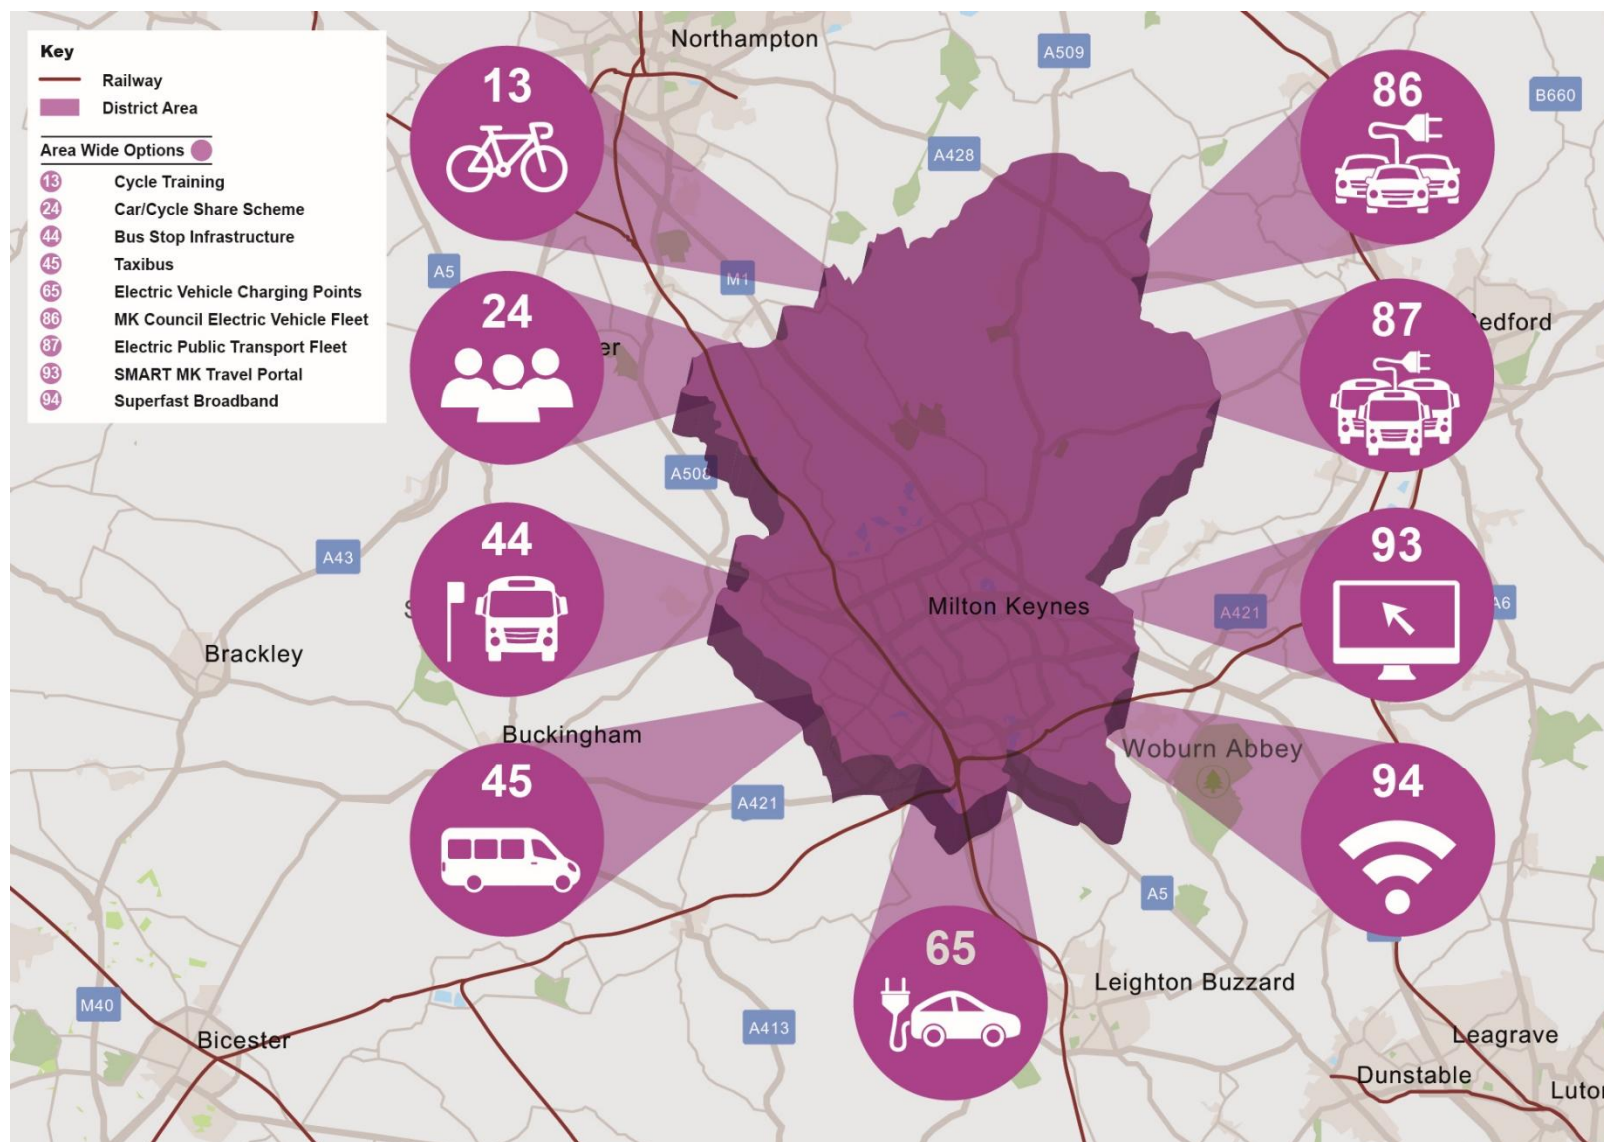 Key
Railway
District Area
Area Wide Options
13 Cycle Training
24 Car/Cycle Share Scheme
44 Bus Stop Infrastructure
45 Taxibus
65 Electric Vehicle Charging Points
86 MK Council Electric Vehicle Fleet
87 Electric Public Transport Fleet
93 SMART MK Travel Portal
94 Superfast Broadband
Northampton
A509
B660
13
86
A428
A5
M1
24
87
er
edford
A508
44
93
A43
Milton Keynes
A421
A6
Brackley
Buckingham
Woburn Abbey
45
94
A421
A5
65
Leighton Buzzard
M40
A413
Bicester
Leagrave
Dunstable
Luto